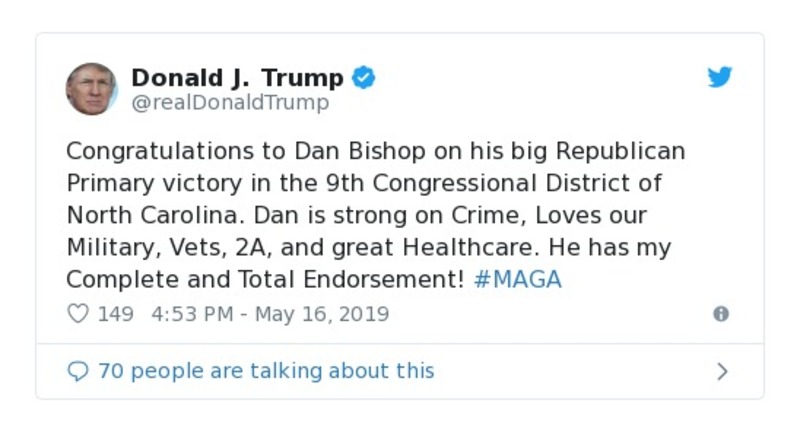 Donald J. Trump
@realDonaldTrump
Congratulations to Dan Bishop on his big Republican
Primary victory in the 9th Congressional District of
North Carolina. Dan is strong on Crime, Loves our
Military, Vets, 2A, and great Healthcare. He has my
Complete and Total Endorsement! #MAGA
149 4:53 PM - May 16, 2019
70 people are talking about this